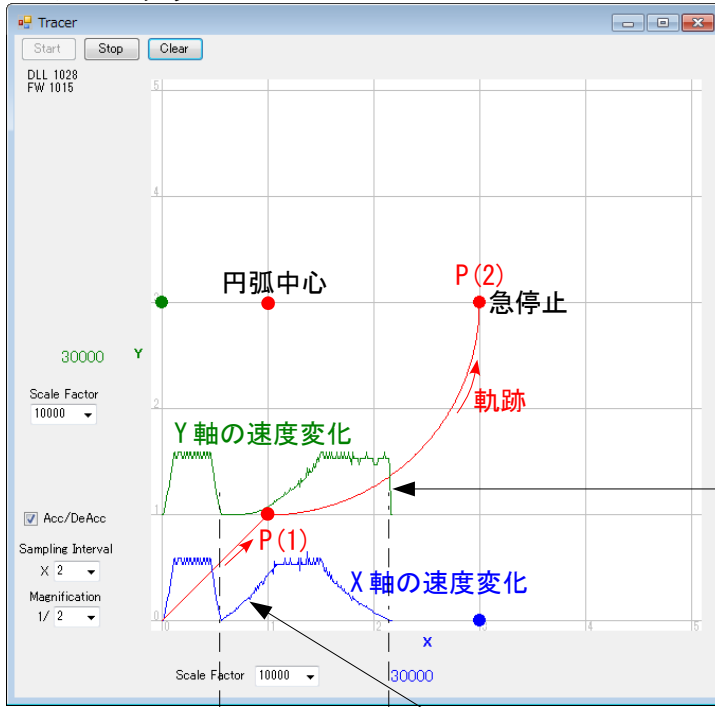 Tracer
Start Stop Clear
DLL 1028
FW 1015
5
4
円弧中心
P(2)
急停止
30000 Y
Scale Factor
10000
2
軌跡
Y軸の速度変化
1
Acc/DeAcc
P(1)
Sampling Interval
X 2
X軸の速度変化
Magnification
1/ 2
0
0 1 2 3 4 5
X
Scale Factor 10000 30000